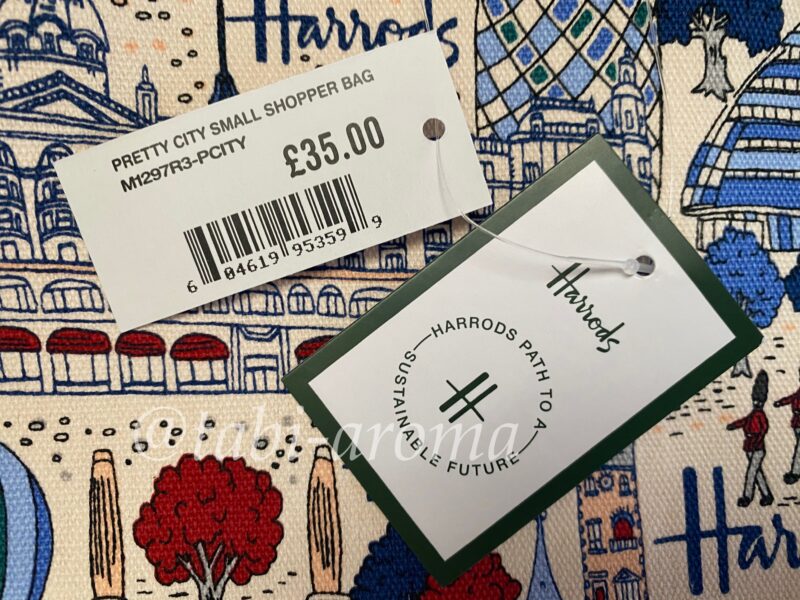 Harrods
PRETTY CITY SMALL SHOPPER BAG
M1297R3-PCITY
£35.00
6 04619 95359 9
Harrods
HARRODS PATH TO A
SUSTAINABLE FUTURE
H
@tabi-aroma
Harr